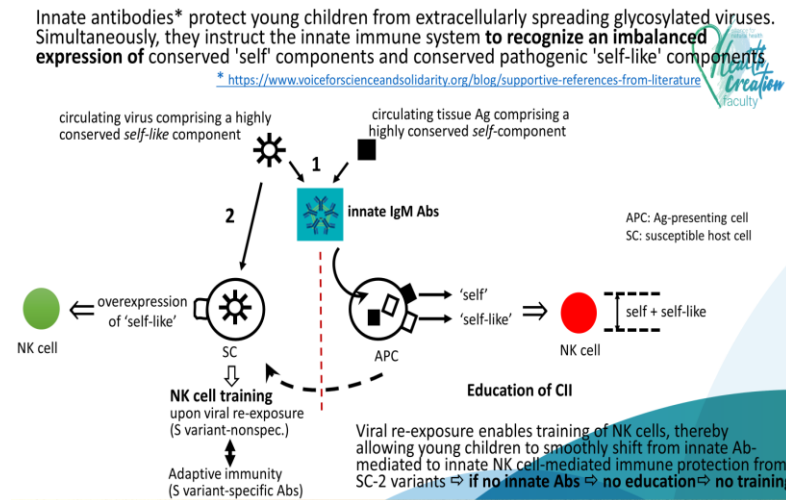 Innate antibodies* protect young children from extracellularly spreading glycosylated viruses.
Simultaneously, they instruct the innate immune system to recognize an imbalanced
expression of conserved 'self' components and conserved pathogenic 'self-like' components
* https://www.voiceforscienceandsolidarity.org/blog/supportive-references-from-literature
Health
Creation
faculty
circulating virus comprising a highly
conserved self-like component
circulating tissue Ag comprising a
highly conserved self-component
1
2
innate IgM Abs
APC: Ag-presenting cell
SC: susceptible host cell
overexpression
of 'self-like'
'self'
'self-like'
self + self-like
NK cell
SC
APC
NK cell
NK cell training
upon viral re-exposure
(S variant-nonspec.)
Education of CII
Adaptive immunity
(S variant-specific Abs)
Viral re-exposure enables training of NK cells, thereby
allowing young children to smoothly shift from innate Ab-
mediated to innate NK cell-mediated immune protection from
SC-2 variants ⇨ if no innate Abs ⇨ no education⇨ no training